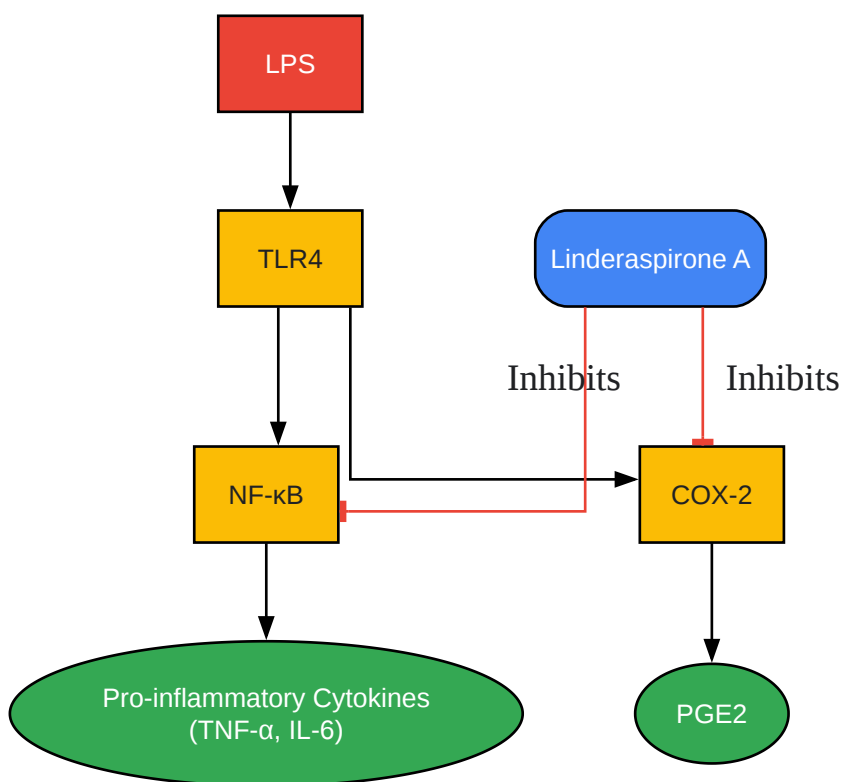 LPS
TLR4
Linderaspirone A
Inhibits
Inhibits
NF-κB
COX-2
Pro-inflammatory Cytokines
(TNF-α, IL-6)
PGE2